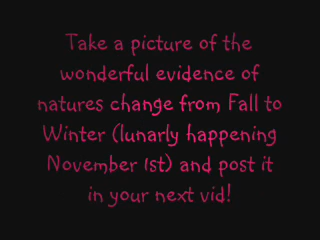 Take a picture of the
wonderful evidence of
natures change from Fall to
Winter (lunarly happening
November 1st) and post it
in your next vid!